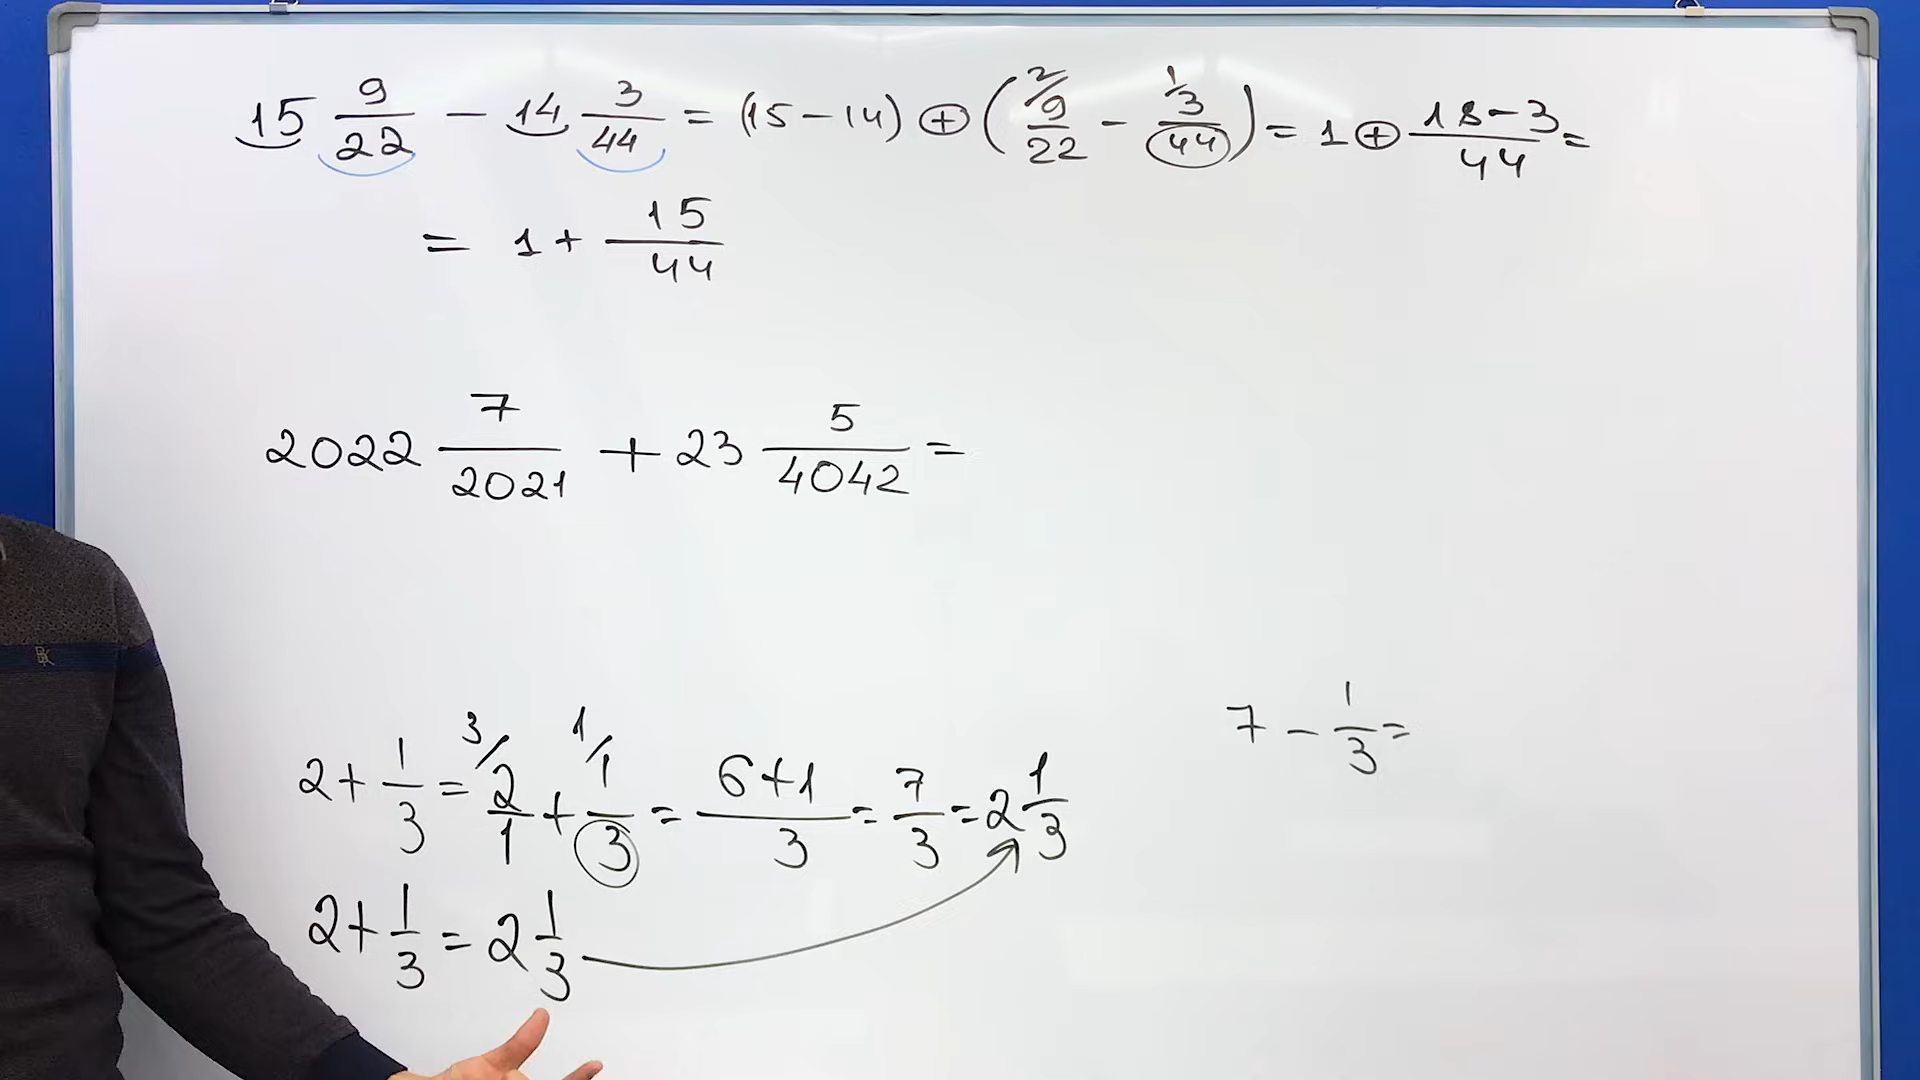 15 9/22 − 14 3/44 = (15 − 14) ⊕ (2/ 9/22 − 1/ 3/44) = 1 ⊕ (18 − 3)/44 =
= 1 + 15/44
2022 7/2021 + 23 5/4042 =
7 − 1/3 =
2 + 1/3 = 3/ 2/1 + 1/ 1/3 = (6 + 1)/3 = 7/3 = 2 1/3
2 + 1/3 = 2 1/3